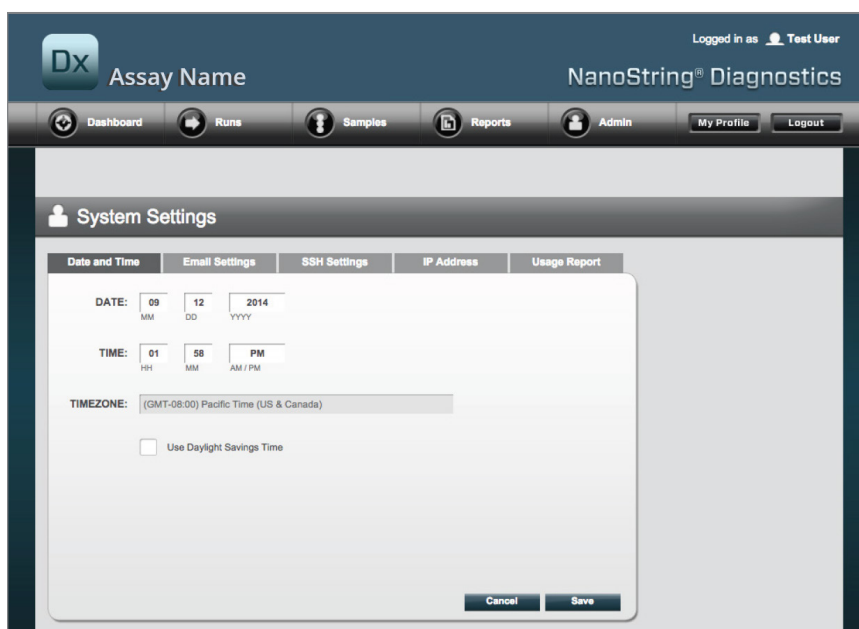 Logged in as Test User
Dx Assay Name
NanoString® Diagnostics
Dashboard Runs Samples Reports Admin My Profile Logout
System Settings
Date and Time Email Settings SSH Settings IP Address Usage Report
DATE: 09 12 2014
MM DD YYYY
TIME: 01 58 PM
HH MM AM / PM
TIMEZONE: (GMT-08:00) Pacific Time (US & Canada)
Use Daylight Savings Time
Cancel Save